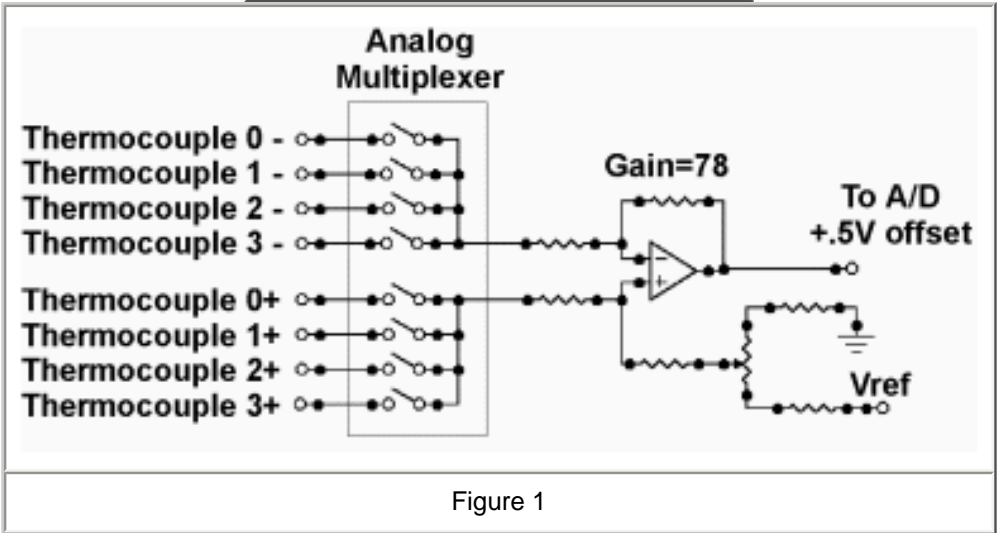 Analog
Multiplexer
Thermocouple 0 -
Thermocouple 1 -
Thermocouple 2 -
Thermocouple 3 -
Thermocouple 0+
Thermocouple 1+
Thermocouple 2+
Thermocouple 3+
Gain=78
−
+
To A/D
+.5V offset
Vref
Figure 1